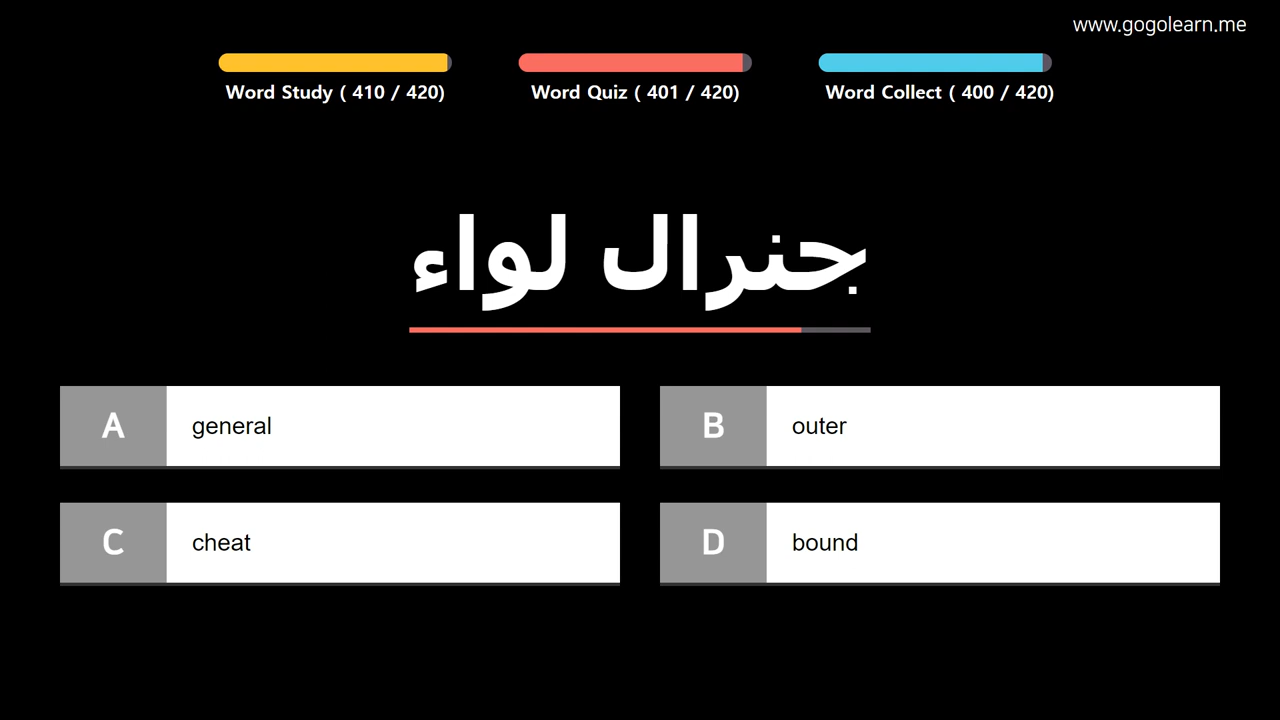 www.gogolearn.me
Word Study ( 410 / 420)
Word Quiz ( 401 / 420)
Word Collect ( 400 / 420)
جنرال لواء
A general
B outer
C cheat
D bound